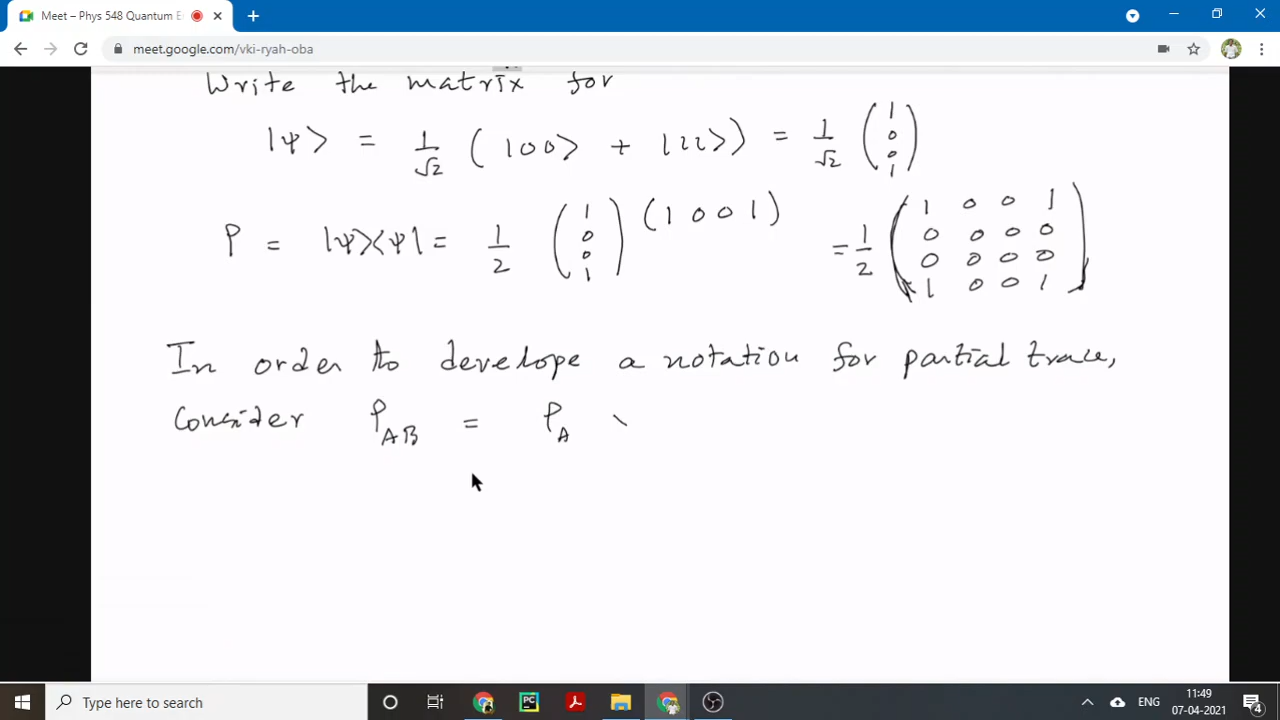 Meet – Phys 548 Quantum E
meet.google.com/vki-ryah-oba
Write the matrix for
|ψ> = 1/√2 ( |00> + |11> ) = 1/√2 (1 0 0 1)
ρ = |ψ><ψ| = 1/2 (1 0 0 1) (1 0 0 1) = 1/2 (1 0 0 1
0 0 0 0
0 0 0 0
1 0 0 1)
In order to develope a notation for partial trace,
Consider ρ_AB = ρ_A
Type here to search
ENG
11:49
07-04-2021
4